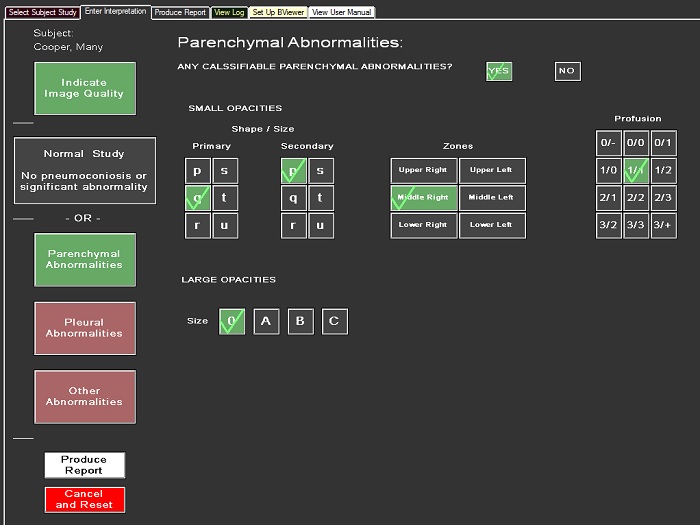 Select Subject Study Enter Interpretation Produce Report View Log Set Up BViewer View User Manual
Subject:
Cooper, Many
Indicate
Image Quality
Normal Study
No pneumoconiosis or
significant abnormality
- OR -
Parenchymal
Abnormalities
Pleural
Abnormalities
Other
Abnormalities
Produce
Report
Cancel
and Reset
Parenchymal Abnormalities:
ANY CALSSIFIABLE PARENCHYMAL ABNORMALITIES? YES NO
SMALL OPACITIES
Shape / Size
Primary Secondary Zones
p s p s Upper Right Upper Left
q t q t Middle Right Middle Left
r u r u Lower Right Lower Left
Profusion
0/- 0/0 0/1
1/0 1/1 1/2
2/1 2/2 2/3
3/2 3/3 3/+
LARGE OPACITIES
Size 0 A B C